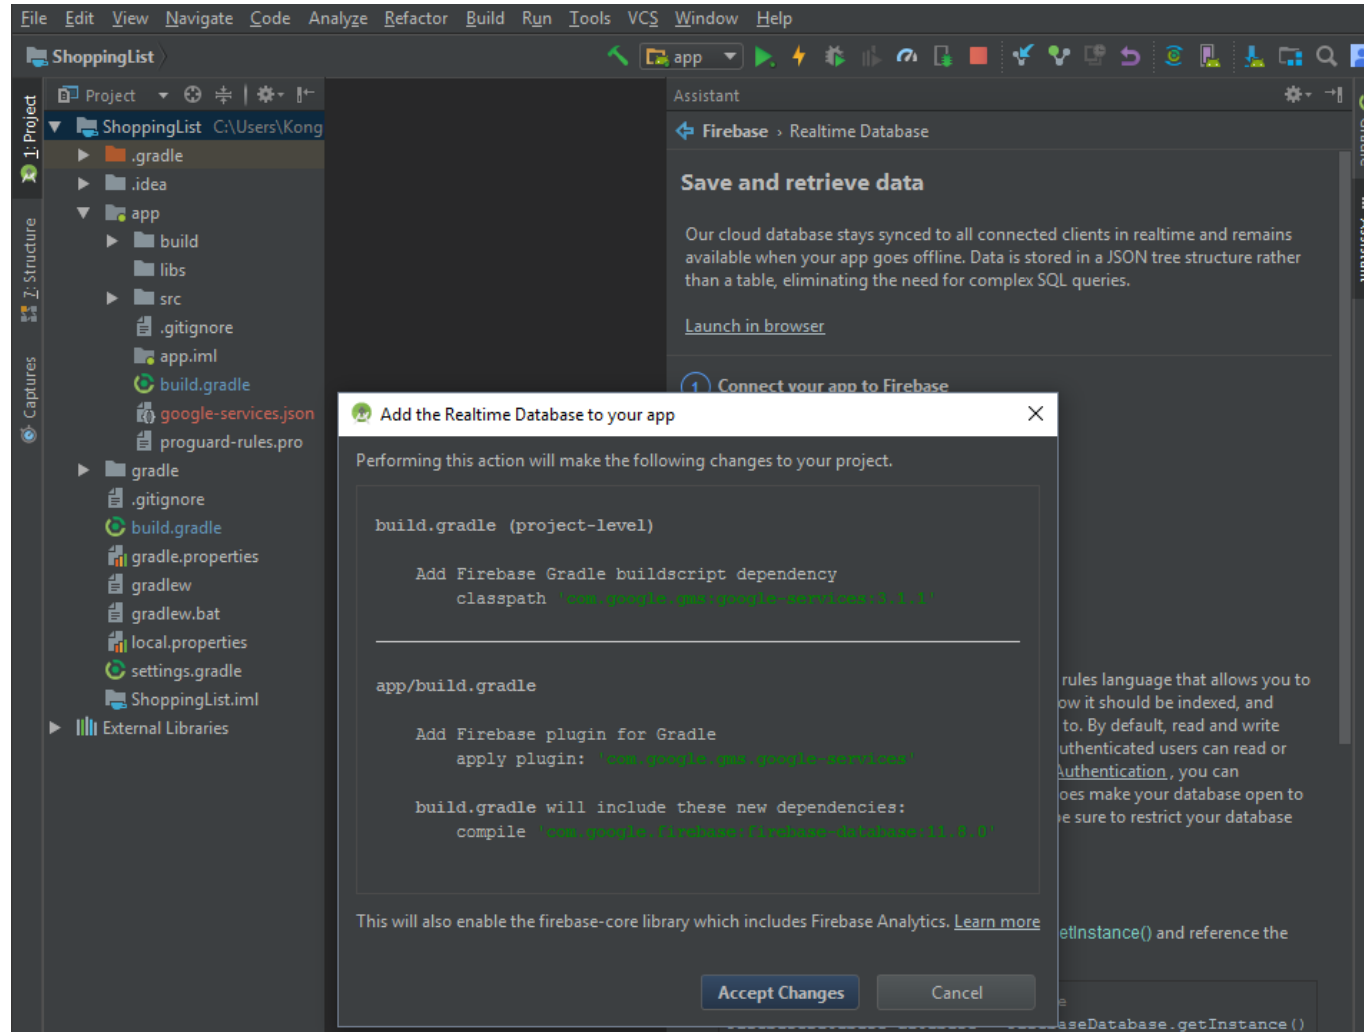 File Edit View Navigate Code Analyze Refactor Build Run Tools VCS Window Help
ShoppingList
app
1: Project
7: Structure
Captures
Project
ShoppingList C:\Users\Kong
.gradle
.idea
app
build
libs
src
.gitignore
app.iml
build.gradle
google-services.json
proguard-rules.pro
gradle
.gitignore
build.gradle
gradle.properties
gradlew
gradlew.bat
local.properties
settings.gradle
ShoppingList.iml
External Libraries
Assistant
Firebase › Realtime Database
Save and retrieve data
Our cloud database stays synced to all connected clients in realtime and remains
available when your app goes offline. Data is stored in a JSON tree structure rather
than a table, eliminating the need for complex SQL queries.
Launch in browser
1 Connect your app to Firebase
Add the Realtime Database to your app
Performing this action will make the following changes to your project.
build.gradle (project-level)
Add Firebase Gradle buildscript dependency
classpath 'com.google.gms:google-services:3.1.1'
app/build.gradle
Add Firebase plugin for Gradle
apply plugin: 'com.google.gms.google-services'
build.gradle will include these new dependencies:
compile 'com.google.firebase:firebase-database:11.8.0'
This will also enable the firebase-core library which includes Firebase Analytics. Learn more
Accept Changes Cancel
rules language that allows you to
ow it should be indexed, and
to. By default, read and write
uthenticated users can read or
Authentication, you can
oes make your database open to
e sure to restrict your database
etInstance() and reference the
aseDatabase.getInstance()